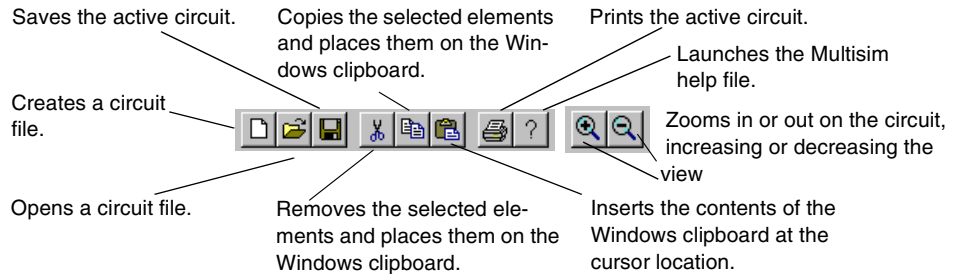 Saves the active circuit.
Copies the selected elements
and places them on the Win-
dows clipboard.
Prints the active circuit.
Launches the Multisim
help file.
Creates a circuit
file.
?
Zooms in or out on the circuit,
increasing or decreasing the
view
Opens a circuit file.
Removes the selected ele-
ments and places them on the
Windows clipboard.
Inserts the contents of the
Windows clipboard at the
cursor location.